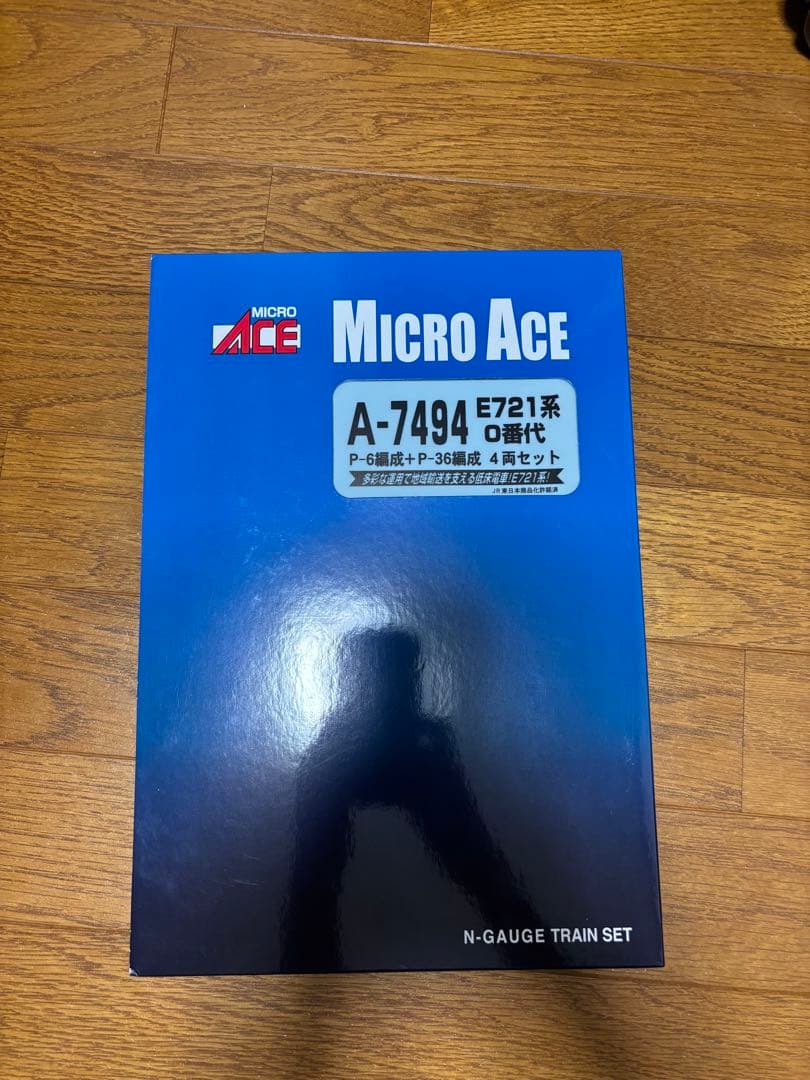 MICRO
ACE
MICRO ACE
A-7494 E721系
0番代
P-6編成+P-36編成 4両セット
多彩な運用で地域輸送を支える低床電車!E721系!
JR東日本商品化許諾済
N-GAUGE TRAIN SET